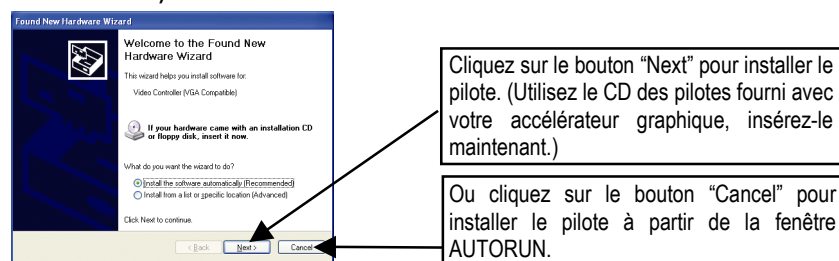 Found New Hardware Wizard
Welcome to the Found New
Hardware Wizard
This wizard helps you install software for:
Video Controller (VGA Compatible)
If your hardware came with an installation CD
or floppy disk, insert it now.
What do you want the wizard to do?
Install the software automatically (Recommended)
Install from a list or specific location (Advanced)
Click Next to continue.
< Back
Next >
Cancel
Cliquez sur le bouton “Next” pour installer le
pilote. (Utilisez le CD des pilotes fourni avec
votre accélérateur graphique, insérez-le
maintenant.)
Ou cliquez sur le bouton “Cancel” pour
installer le pilote à partir de la fenêtre
AUTORUN.